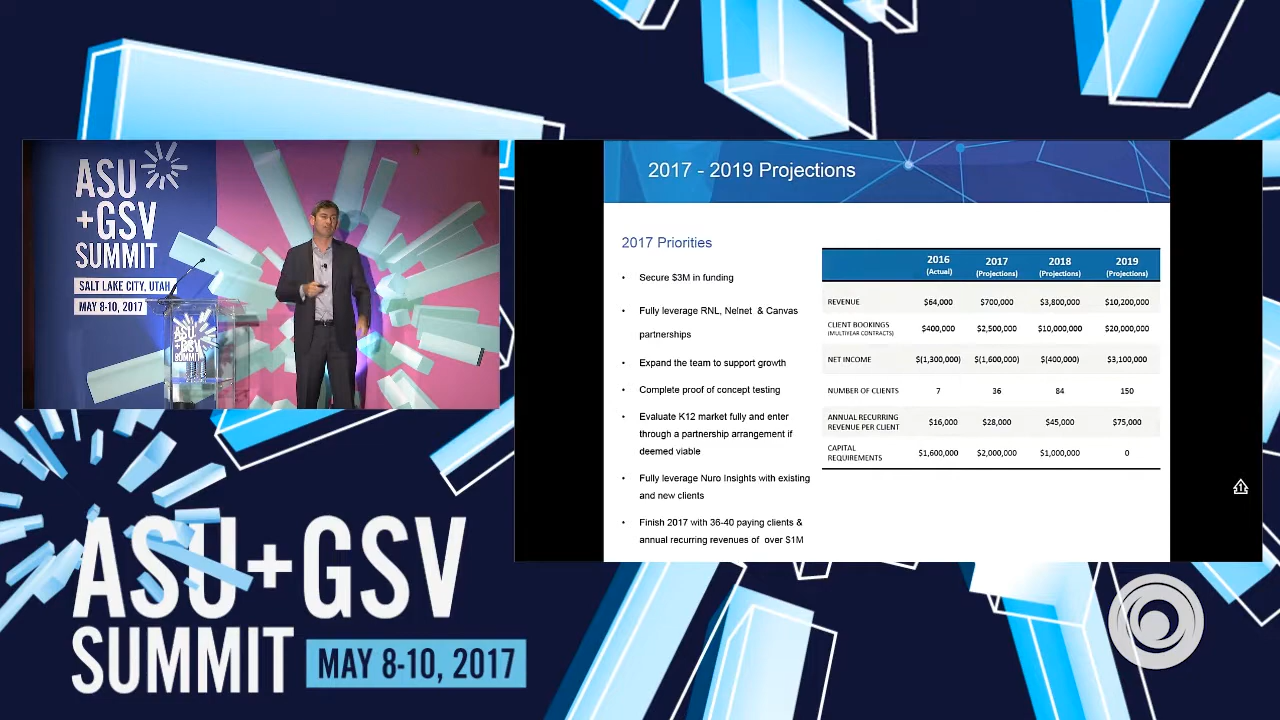 ASU
+GSV
SUMMIT
SALT LAKE CITY, UTAH
MAY 8-10, 2017
ASU
+GSV
SUMMIT
2017 - 2019 Projections
2017 Priorities
• Secure $3M in funding
• Fully leverage RNL, Nelnet & Canvas
partnerships
• Expand the team to support growth
• Complete proof of concept testing
• Evaluate K12 market fully and enter
through a partnership arrangement if
deemed viable
• Fully leverage Nuro Insights with existing
and new clients
• Finish 2017 with 36-40 paying clients &
annual recurring revenues of over $1M
2016 2017 2018 2019
(Actual) (Projections) (Projections) (Projections)
REVENUE $64,000 $700,000 $3,800,000 $10,200,000
CLIENT BOOKINGS $400,000 $2,500,000 $10,000,000 $20,000,000
(MULTIYEAR CONTRACTS)
NET INCOME $(1,300,000) $(1,600,000) $(400,000) $3,100,000
NUMBER OF CLIENTS 7 36 84 150
ANNUAL RECURRING
REVENUE PER CLIENT $16,000 $28,000 $45,000 $75,000
CAPITAL
REQUIREMENTS $1,600,000 $2,000,000 $1,000,000 0
ASU+GSV
SUMMIT MAY 8-10, 2017